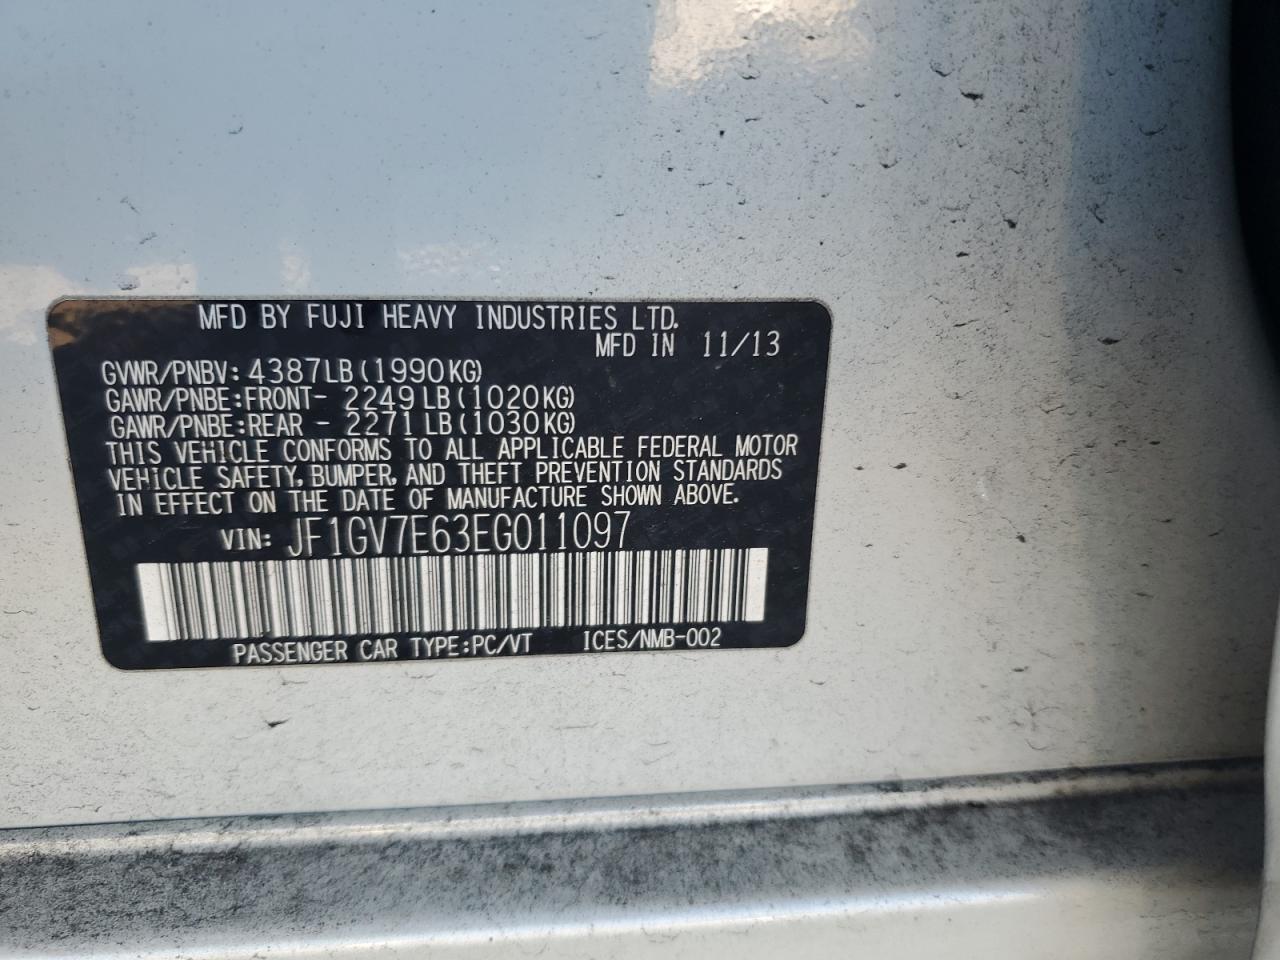 MFD BY FUJI HEAVY INDUSTRIES LTD.
MFD IN 11/13
GVWR/PNBV: 4387LB(1990KG)
GAWR/PNBE:FRONT- 2249LB(1020KG)
GAWR/PNBE:REAR - 2271LB(1030KG)
THIS VEHICLE CONFORMS TO ALL APPLICABLE FEDERAL MOTOR
VEHICLE SAFETY, BUMPER, AND THEFT PREVENTION STANDARDS
IN EFFECT ON THE DATE OF MANUFACTURE SHOWN ABOVE.
VIN: JF1GV7E63EG011097
PASSENGER CAR TYPE:PC/VT ICES/NMB-002